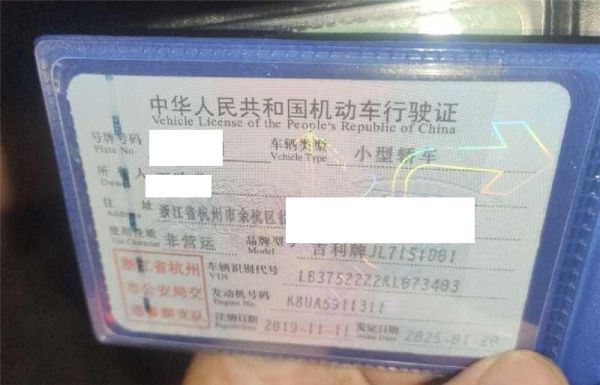 中华人民共和国机动车行驶证
Vehicle License of the People's Republic of China
号牌号码 车辆类型 小型轿车
Plate No. Vehicle Type
所 人
Owner
住 址 浙江省杭州市余杭区
Address
使用性质 非营运 品牌型号 吉利牌JL7151D81
Use Character Model
浙江省杭州 车辆识别代号 LB37522Z2KL073403
VIN
市公安局交 发动机号码
Engine No.
通警察支队 注册日期 2019-11-11 发证日期 2025-01-20
Register Date Issue Date